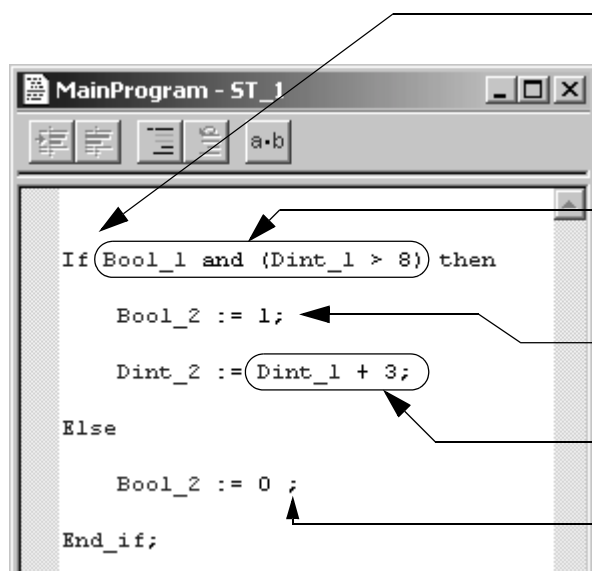 MainProgram - ST_1
a•b
If Bool_1 and (Dint_1 > 8) then
Bool_2 := 1;
Dint_2 := Dint_1 + 3;
Else
Bool_2 := 0 ;
End_if;